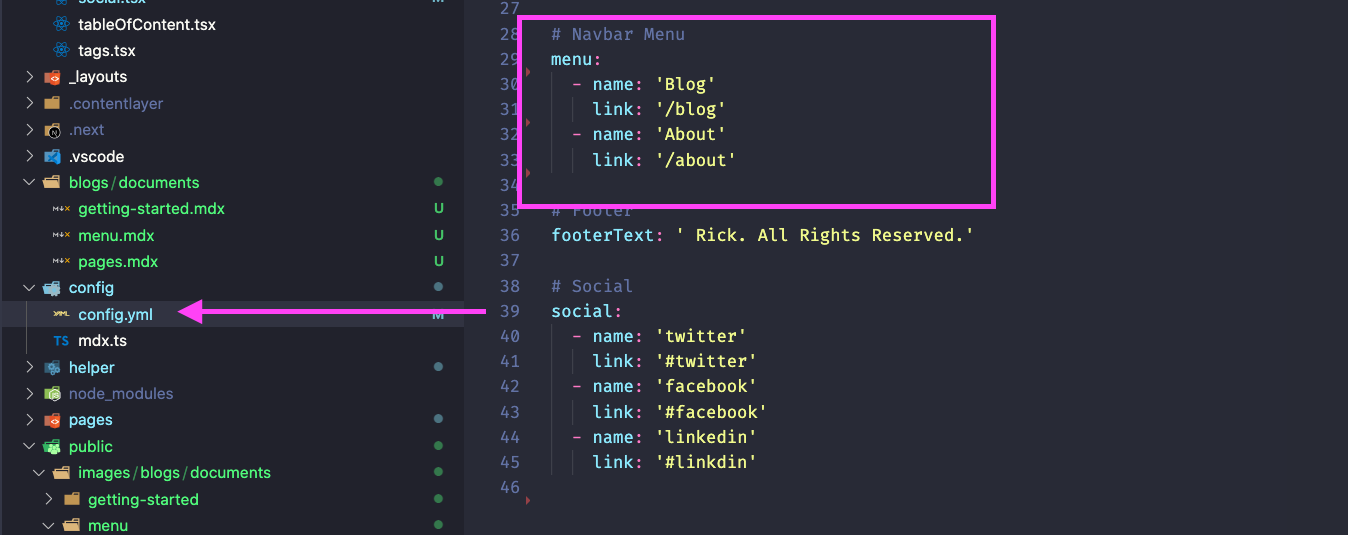 social.tsx
tableOfContent.tsx
tags.tsx
_layouts
.contentlayer
.next
.vscode
blogs/documents
getting-started.mdx U
menu.mdx U
pages.mdx U
config
config.yml M
TS mdx.ts
helper
node_modules
pages
public
images/blogs/documents
getting-started
menu
27
28 # Navbar Menu
29 menu:
30 - name: 'Blog'
31 link: '/blog'
32 - name: 'About'
33 link: '/about'
34
35 # Footer
36 footerText: ' Rick. All Rights Reserved.'
37
38 # Social
39 social:
40 - name: 'twitter'
41 link: '#twitter'
42 - name: 'facebook'
43 link: '#facebook'
44 - name: 'linkedin'
45 link: '#linkdin'
46